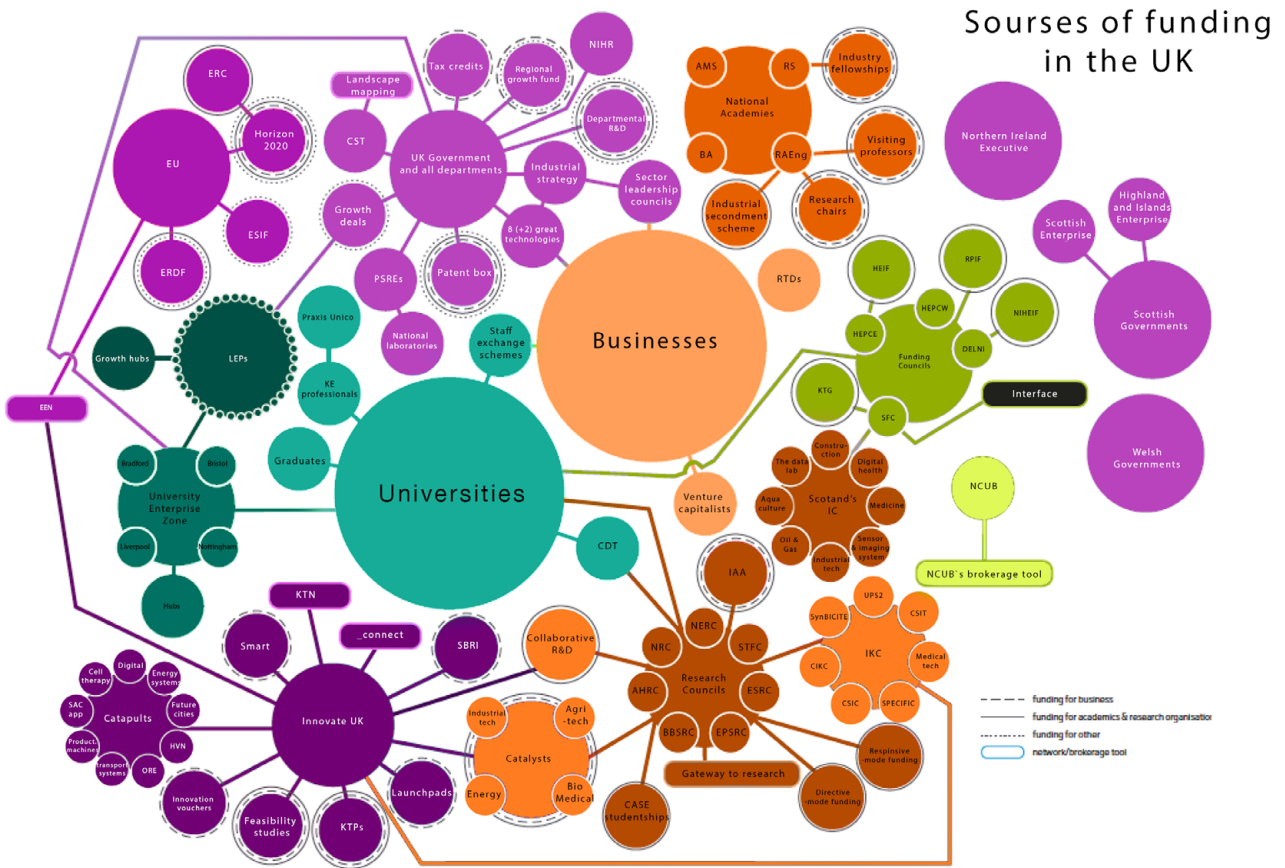 Sourses of funding
in the UK
NIHR
Tax credits
Regional
growth fund
ERC
Landscape
mapping
Departmental
R&D
Horizon
2020
CST
EU
UK Government
and all departments
Industrial
strategy
Sector
leadership
councils
Growth
deals
8 (+2) great
technologies
ESIF
ERDF
PSREs
Patent box
National
laboratories
AMS
RS
Industry
fellowships
National
Academies
BA
RAEng
Visiting
professors
Industrial
secondment
scheme
Research
chairs
Northern Ireland
Executive
Highland
and Islands
Enterprise
Scottish
Enterprise
Scottish
Governments
Welsh
Governments
RTDs
Businesses
Venture
capitalists
HEIF
RPIF
NIHEIF
HEPCW
HEPCE
DELNI
Funding
Councils
KTG
SFC
Interface
Praxis Unico
Staff
exchange
schemes
KE
professionals
Graduates
Universities
CDT
Growth hubs
LEPs
EEN
Bradford
Bristol
University
Enterprise
Zone
Liverpool
Nottingham
Hubs
Constru-
ction
The data
lab
Digital
health
Scotand's
IC
Aqua
culture
Medicine
Oil &
Gas
Sensor
& imaging
system
Industrial
tech
NCUB
NCUB`s brokerage tool
KTN
_connect
Smart
SBRI
Collaborative
R&D
Innovate UK
Digital
Cell
therapy
Energy
systems
SAC
app
Future
cities
Catapults
Product.
machines
HVN
transport
systems
ORE
Innovation
vouchers
Feasibility
studies
KTPs
Launchpads
Industrial
tech
Agri
-tech
Catalysts
Energy
Bio
Medical
IAA
NERC
NRC
STFC
AHRC
ESRC
Research
Councils
BBSRC
EPSRC
Gateway to research
CASE
studentships
Directive
-mode funding
Respinsive
-mode funding
UPS2
SynBICITE
CSIT
IKC
CIKC
Medical
tech
CSIC
SPECIFIC
funding for business
funding for academics & research organisation
funding for other
network/brokerage tool